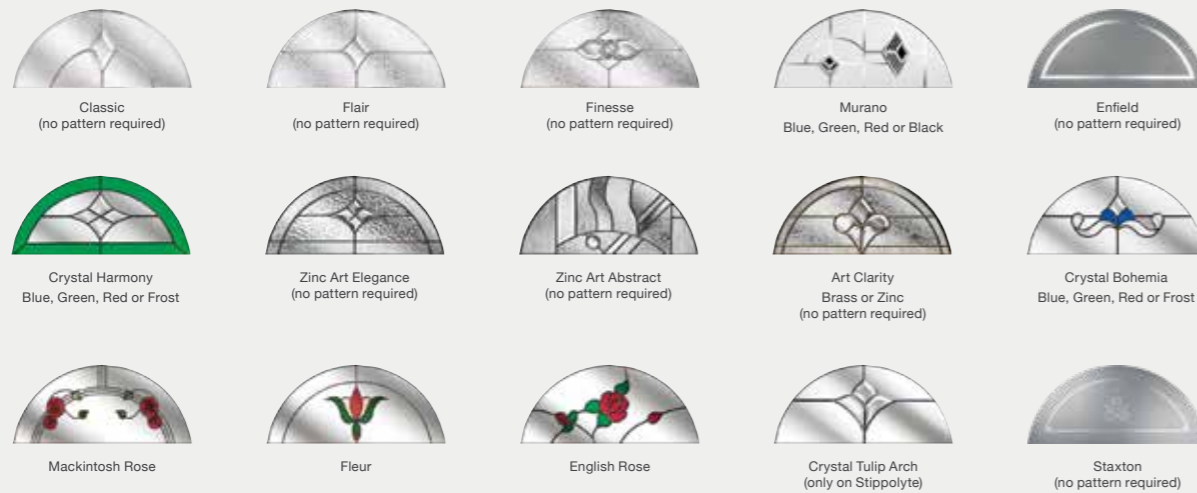 Classic
(no pattern required)
Flair
(no pattern required)
Finesse
(no pattern required)
Murano
Blue, Green, Red or Black
Enfield
(no pattern required)
Crystal Harmony
Blue, Green, Red or Frost
Zinc Art Elegance
(no pattern required)
Zinc Art Abstract
(no pattern required)
Art Clarity
Brass or Zinc
(no pattern required)
Crystal Bohemia
Blue, Green, Red or Frost
Mackintosh Rose
Fleur
English Rose
Crystal Tulip Arch
(only on Stippolyte)
Staxton
(no pattern required)